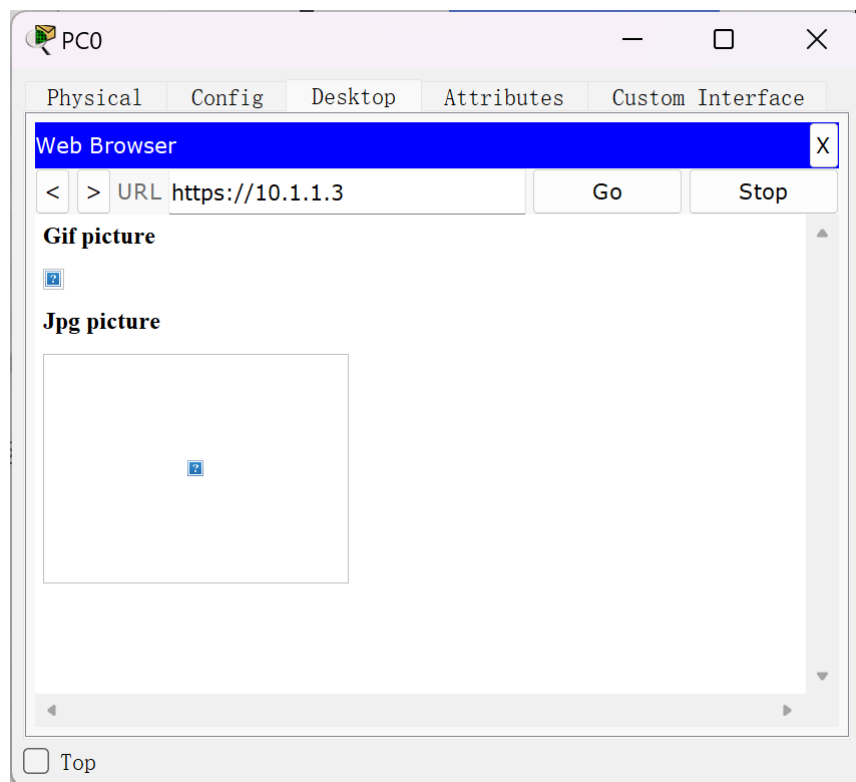 PC0
Physical Config Desktop Attributes Custom Interface
Web Browser X
< > URL https://10.1.1.3 Go Stop
Gif picture
?
Jpg picture
?
Top